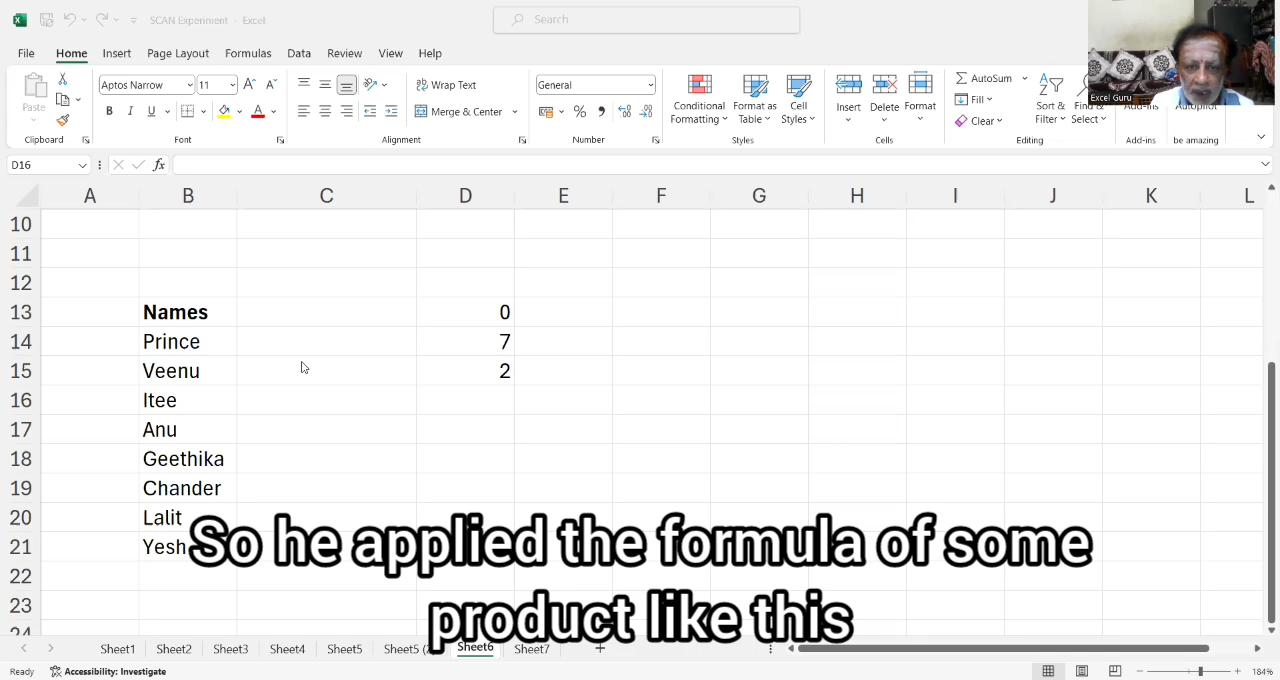 SCAN Experiment - Excel
Search
File Home Insert Page Layout Formulas Data Review View Help
Paste
Aptos Narrow 11
B I U
Wrap Text
Merge & Center
General
Conditional Formatting
Format as Table
Cell Styles
Insert
Delete
Format
AutoSum
Fill
Clear
Sort & Filter
Select
Add-ins
be amazing
Clipboard Font Alignment Number Styles Cells Editing Add-ins
Excel Guru
D16 fx
A B C D E F G H I J K L
10
11
12
13 Names 0
14 Prince 7
15 Veenu 2
16 Itee
17 Anu
18 Geethika
19 Chander
20 Lalit
21 Yesh
22
23
24
So he applied the formula of some
product like this
Sheet1 Sheet2 Sheet3 Sheet4 Sheet5 Sheet5 Sheet6 Sheet7
Ready Accessibility: Investigate 184%